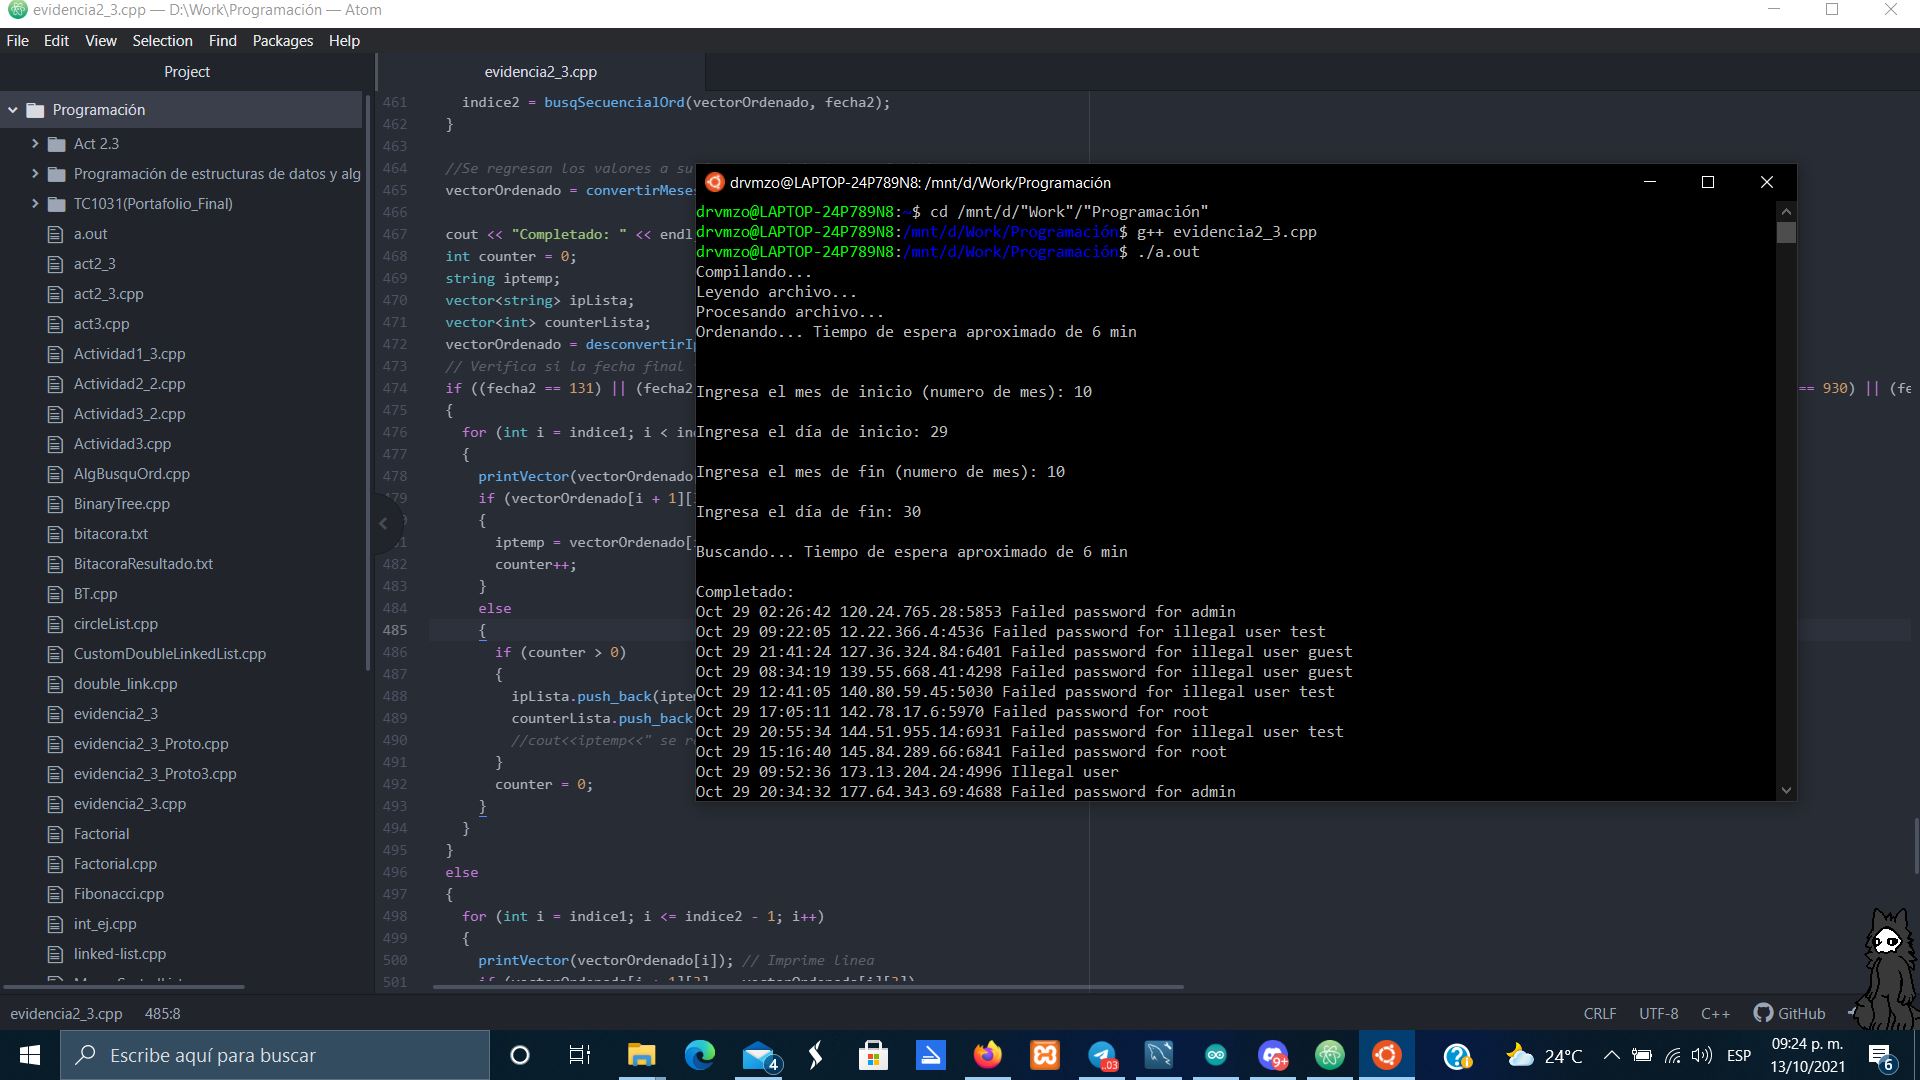 evidencia2_3.cpp — D:\Work\Programación — Atom
File Edit View Selection Find Packages Help
Project
Programación
Act 2.3
Programación de estructuras de datos y alg
TC1031(Portafolio_Final)
a.out
act2_3
act2_3.cpp
act3.cpp
Actividad1_3.cpp
Actividad2_2.cpp
Actividad3_2.cpp
Actividad3.cpp
AlgBusquOrd.cpp
BinaryTree.cpp
bitacora.txt
BitacoraResultado.txt
BT.cpp
circleList.cpp
CustomDoubleLinkedList.cpp
double_link.cpp
evidencia2_3
evidencia2_3_Proto.cpp
evidencia2_3_Proto3.cpp
evidencia2_3.cpp
Factorial
Factorial.cpp
Fibonacci.cpp
int_ej.cpp
linked-list.cpp
evidencia2_3.cpp
461 indice2 = busqSecuencialOrd(vectorOrdenado, fecha2);
462 }
463
464 //Se regresan los valores a su
465 vectorOrdenado = convertirMeses
466
467 cout << "Completado: " << endl
468 int counter = 0;
469 string iptemp;
470 vector<string> ipLista;
471 vector<int> counterLista;
472 vectorOrdenado = desconvertirI
473 // Verifica si la fecha final
474 if ((fecha2 == 131) || (fecha2 == 930) || (fe
475 {
476 for (int i = indice1; i < in
477 {
478 printVector(vectorOrdenado
479 if (vectorOrdenado[i + 1][
{
iptemp = vectorOrdenado[
482 counter++;
483 }
484 else
485 {
486 if (counter > 0)
487 {
488 ipLista.push_back(ipte
489 counterLista.push_back
490 //cout<<iptemp<<" se r
491 }
492 counter = 0;
493 }
494 }
495 }
496 else
497 {
498 for (int i = indice1; i <= indice2 - 1; i++)
499 {
500 printVector(vectorOrdenado[i]); // Imprime linea
501
drvmzo@LAPTOP-24P789N8: /mnt/d/Work/Programación
drvmzo@LAPTOP-24P789N8:~$ cd /mnt/d/"Work"/"Programación"
drvmzo@LAPTOP-24P789N8:/mnt/d/Work/Programación$ g++ evidencia2_3.cpp
drvmzo@LAPTOP-24P789N8:/mnt/d/Work/Programación$ ./a.out
Compilando...
Leyendo archivo...
Procesando archivo...
Ordenando... Tiempo de espera aproximado de 6 min
Ingresa el mes de inicio (numero de mes): 10
Ingresa el día de inicio: 29
Ingresa el mes de fin (numero de mes): 10
Ingresa el día de fin: 30
Buscando... Tiempo de espera aproximado de 6 min
Completado:
Oct 29 02:26:42 120.24.765.28:5853 Failed password for admin
Oct 29 09:22:05 12.22.366.4:4536 Failed password for illegal user test
Oct 29 21:41:24 127.36.324.84:6401 Failed password for illegal user guest
Oct 29 08:34:19 139.55.668.41:4298 Failed password for illegal user guest
Oct 29 12:41:05 140.80.59.45:5030 Failed password for illegal user test
Oct 29 17:05:11 142.78.17.6:5970 Failed password for root
Oct 29 20:55:34 144.51.955.14:6931 Failed password for illegal user test
Oct 29 15:16:40 145.84.289.66:6841 Failed password for root
Oct 29 09:52:36 173.13.204.24:4996 Illegal user
Oct 29 20:34:32 177.64.343.69:4688 Failed password for admin
evidencia2_3.cpp 485:8
CRLF UTF-8 C++ GitHub
Escribe aquí para buscar
4
.03
9+
24°C
ESP
09:24 p. m.
13/10/2021
6